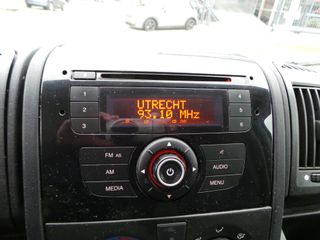 UTRECHT
93.10 MHz
1
2
3
4
5
6
FM AS
AM
MEDIA
AUDIO
MENU